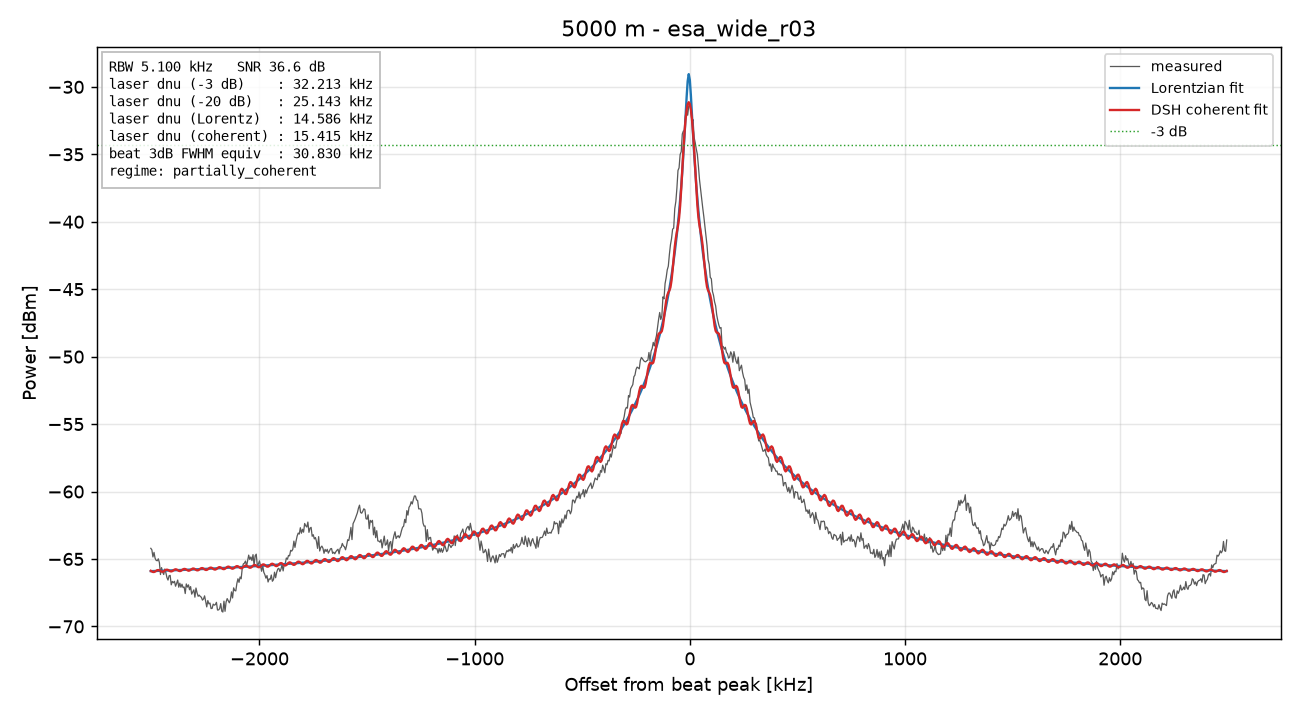 5000 m - esa_wide_r03
RBW 5.100 kHz   SNR 36.6 dB
laser dnu (-3 dB)    : 32.213 kHz
laser dnu (-20 dB)   : 25.143 kHz
laser dnu (Lorentz)  : 14.586 kHz
laser dnu (coherent) : 15.415 kHz
beat 3dB FWHM equiv  : 30.830 kHz
regime: partially_coherent
measured
Lorentzian fit
DSH coherent fit
-3 dB
Power [dBm]
−30
−35
−40
−45
−50
−55
−60
−65
−70
−2000
−1000
0
1000
2000
Offset from beat peak [kHz]